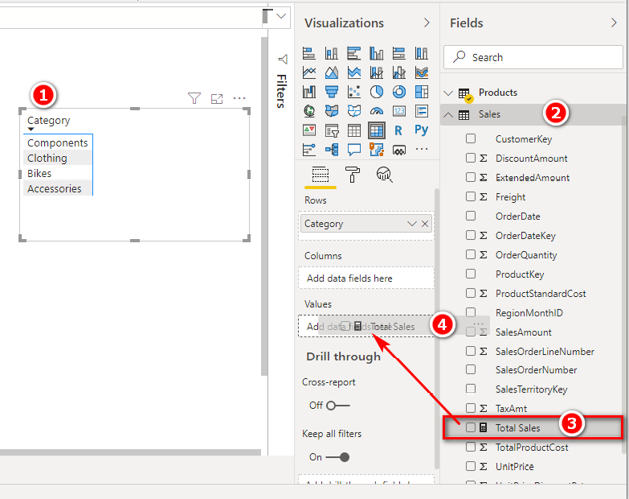 Visualizations
Fields
Filters
Search
1
Category
Components
Clothing
Bikes
Accessories
R
Py
Rows
Category
Columns
Add data fields here
Values
Add data fields here
Total Sales
4
Drill through
Cross-report
Off
Keep all filters
On
Products
Sales
2
CustomerKey
DiscountAmount
ExtendedAmount
Freight
OrderDate
OrderDateKey
OrderQuantity
ProductKey
ProductStandardCost
RegionMonthID
SalesAmount
SalesOrderLineNumber
SalesOrderNumber
SalesTerritoryKey
TaxAmt
Total Sales
3
TotalProductCost
UnitPrice